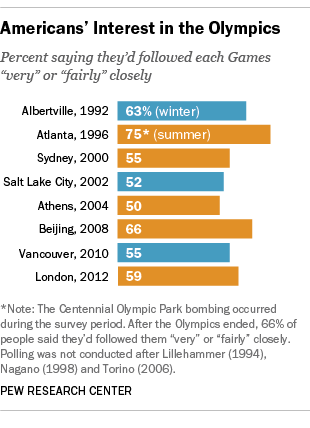 Americans’ Interest in the Olympics
Percent saying they’d followed each Games
“very” or “fairly” closely
Albertville, 1992 63% (winter)
Atlanta, 1996 75* (summer)
Sydney, 2000 55
Salt Lake City, 2002 52
Athens, 2004 50
Beijing, 2008 66
Vancouver, 2010 55
London, 2012 59
*Note: The Centennial Olympic Park bombing occurred
during the survey period. After the Olympics ended, 66% of
people said they’d followed them “very” or “fairly” closely.
Polling was not conducted after Lillehammer (1994),
Nagano (1998) and Torino (2006).
PEW RESEARCH CENTER